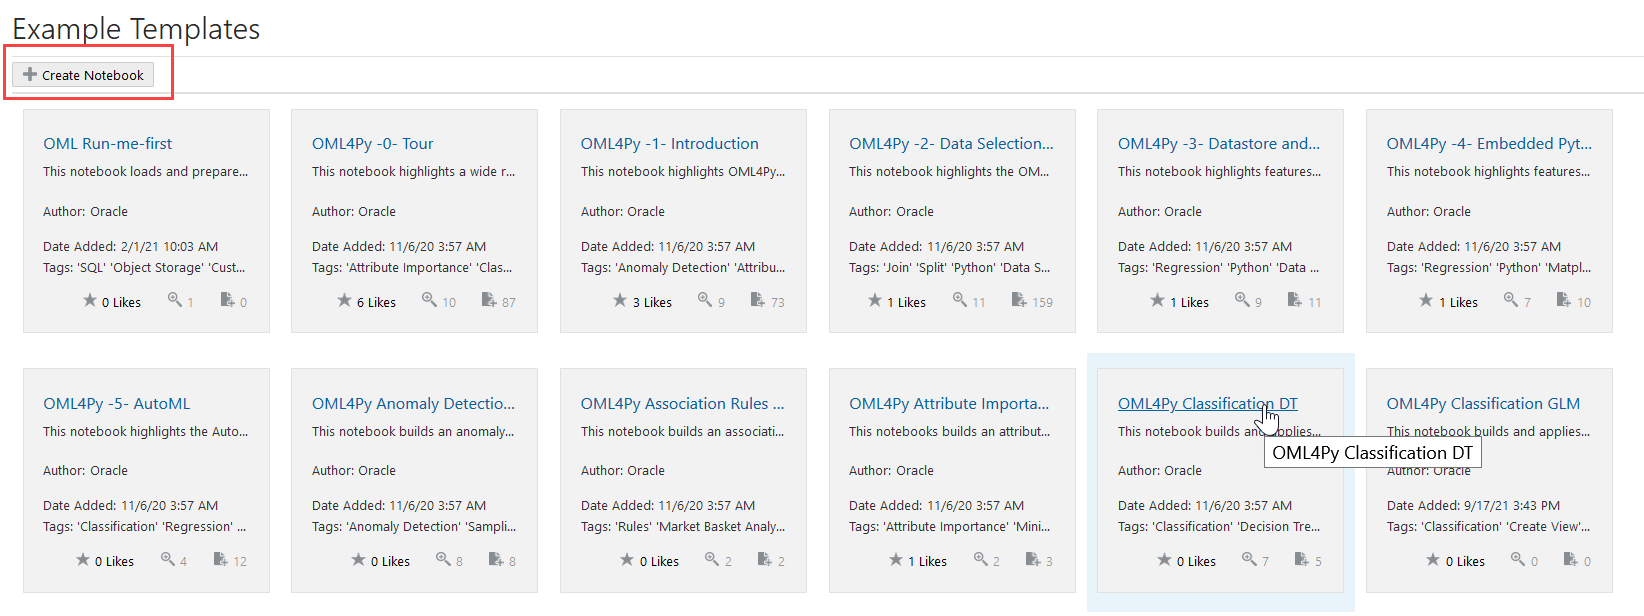 Example Templates
Create Notebook
OML Run-me-first
This notebook loads and prepare...
Author: Oracle
Date Added: 2/1/21 10:03 AM
Tags: 'SQL' 'Object Storage' 'Cust...
0 Likes 1 0
OML4Py -0- Tour
This notebook highlights a wide r...
Author: Oracle
Date Added: 11/6/20 3:57 AM
Tags: 'Attribute Importance' 'Clas...
6 Likes 10 87
OML4Py -1- Introduction
This notebook highlights OML4Py...
Author: Oracle
Date Added: 11/6/20 3:57 AM
Tags: 'Anomaly Detection' 'Attribu...
3 Likes 9 73
OML4Py -2- Data Selection...
This notebook highlights the OM...
Author: Oracle
Date Added: 11/6/20 3:57 AM
Tags: 'Join' 'Split' 'Python' 'Data S...
1 Likes 11 159
OML4Py -3- Datastore and...
This notebook highlights features...
Author: Oracle
Date Added: 11/6/20 3:57 AM
Tags: 'Regression' 'Python' 'Data ...
1 Likes 9 11
OML4Py -4- Embedded Pyt...
This notebook highlights features...
Author: Oracle
Date Added: 11/6/20 3:57 AM
Tags: 'Regression' 'Python' 'Matpl...
1 Likes 7 10
OML4Py -5- AutoML
This notebook highlights the Auto...
Author: Oracle
Date Added: 11/6/20 3:57 AM
Tags: 'Classification' 'Regression' ...
0 Likes 4 12
OML4Py Anomaly Detectio...
This notebook builds an anomaly...
Author: Oracle
Date Added: 11/6/20 3:57 AM
Tags: 'Anomaly Detection' 'Sampli...
0 Likes 8 8
OML4Py Association Rules ...
This notebook builds an associati...
Author: Oracle
Date Added: 11/6/20 3:57 AM
Tags: 'Rules' 'Market Basket Analy...
0 Likes 2 2
OML4Py Attribute Importa...
This notebooks builds an attribut...
Author: Oracle
Date Added: 11/6/20 3:57 AM
Tags: 'Attribute Importance' 'Mini...
1 Likes 2 3
OML4Py Classification DT
This notebook builds and applies...
OML4Py Classification DT
Author: Oracle
Date Added: 11/6/20 3:57 AM
Tags: 'Classification' 'Decision Tre...
0 Likes 7 5
OML4Py Classification GLM
This notebook builds and applies...
Author: Oracle
Date Added: 9/17/21 3:43 PM
Tags: 'Classification' 'Create View'...
0 Likes 0 0